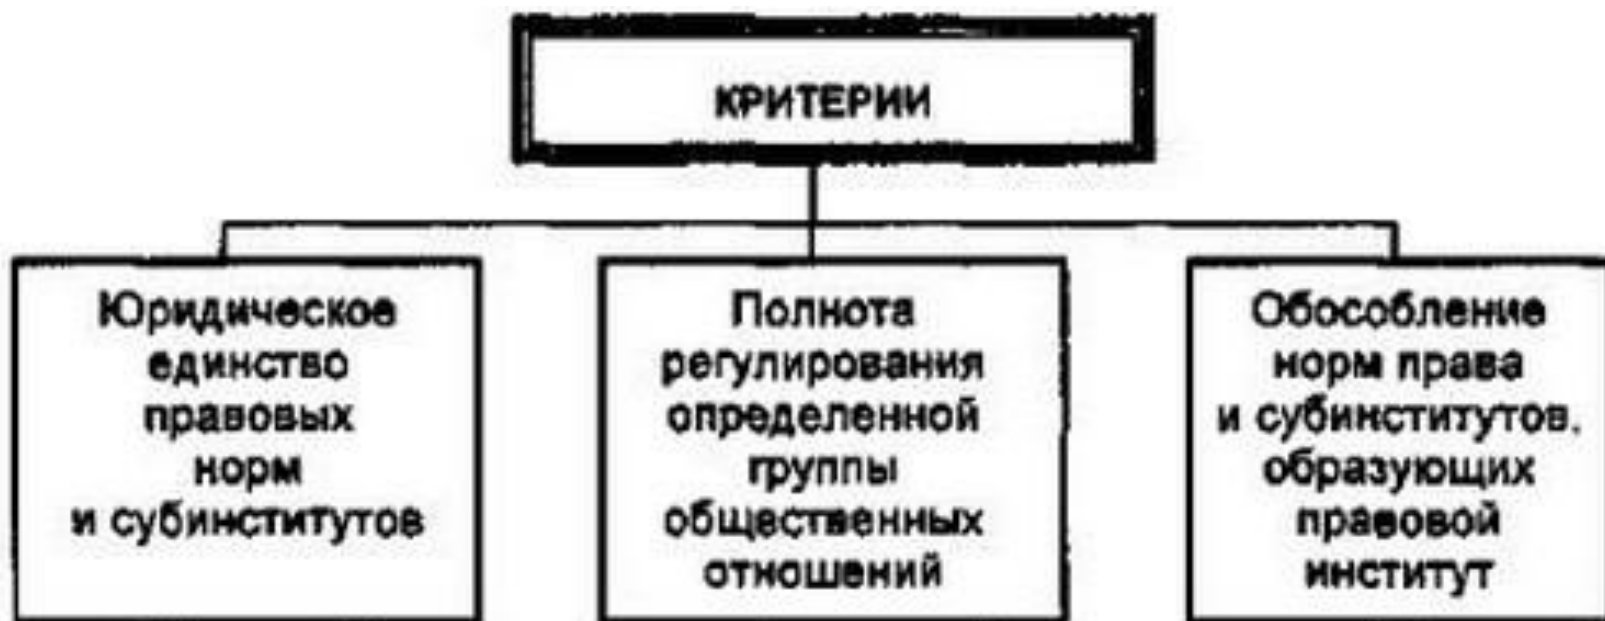 КРИТЕРИИ
Юридическое
единство
правовых
норм
и субинститутов
Полнота
регулирования
определенной
группы
общественных
отношений
Обособление
норм права
и субинститутов,
образующих
правовой
институт